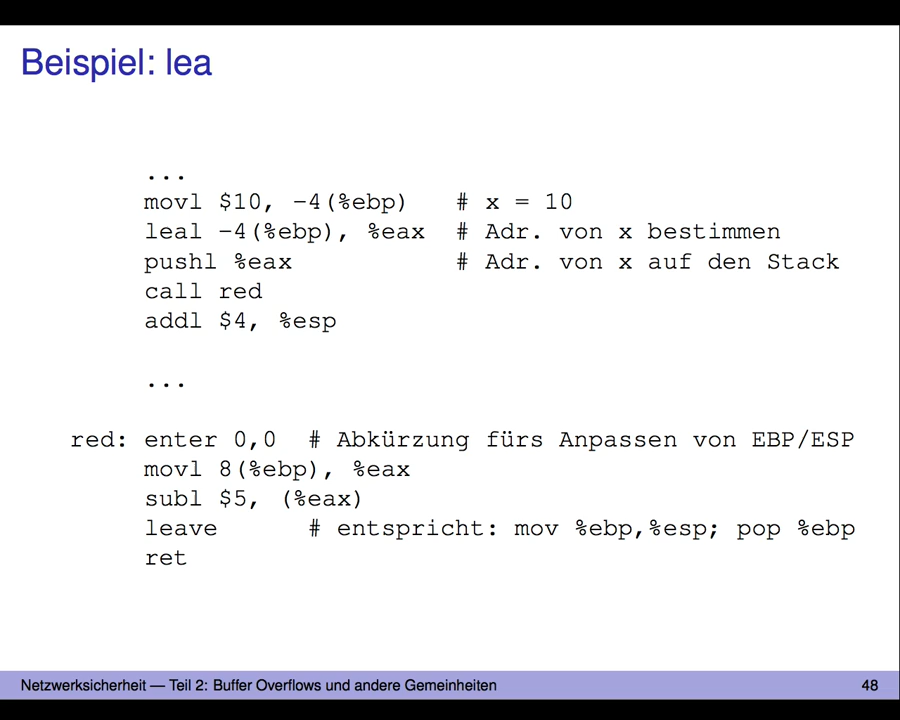 Beispiel: lea
...
movl $10, -4(%ebp) # x = 10
leal -4(%ebp), %eax # Adr. von x bestimmen
pushl %eax # Adr. von x auf den Stack
call red
addl $4, %esp
...
red: enter 0,0 # Abkürzung fürs Anpassen von EBP/ESP
movl 8(%ebp), %eax
subl $5, (%eax)
leave # entspricht: mov %ebp,%esp; pop %ebp
ret
Netzwerksicherheit — Teil 2: Buffer Overflows und andere Gemeinheiten 48